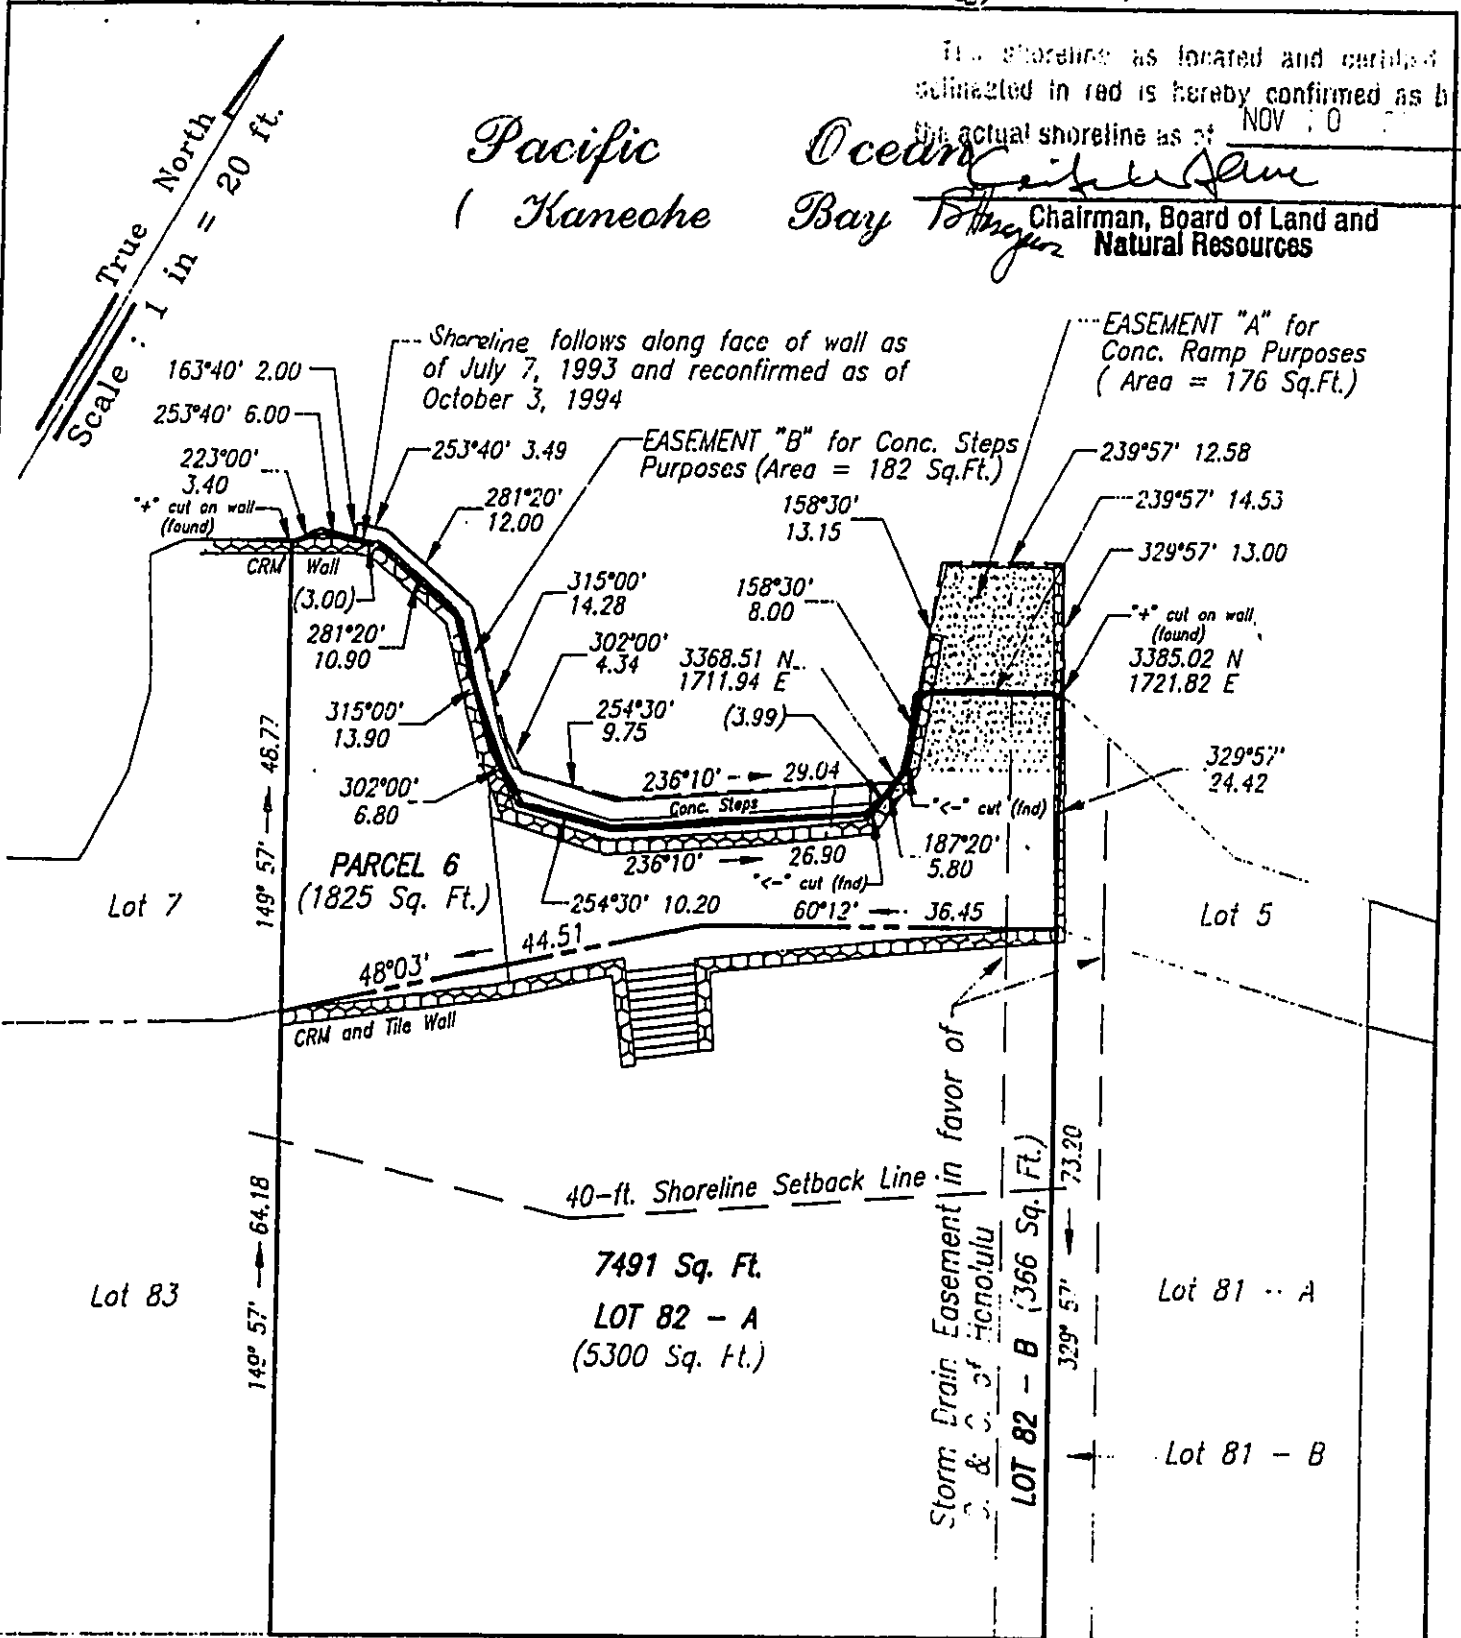 shoreline as located and
in red is hereby confirmed as
the actual shoreline as of NOV 0
Chairman, Board of Land and
Natural Resources
Pacific Ocean
( Kaneohe Bay
True North
Scale : 1 in = 20 ft.
Shoreline follows along face of wall as
of July 7, 1993 and reconfirmed as of
October 3, 1994
EASEMENT "A" for
Conc. Ramp Purposes
( Area = 176 Sq.Ft.)
163°40' 2.00
253°40' 6.00
223°00'
3.40
"+" cut on wall
(found)
253°40' 3.49
281°20'
12.00
EASEMENT "B" for Conc. Steps
Purposes (Area = 182 Sq.Ft.)
158°30'
13.15
239°57' 12.58
239°57' 14.53
329°57' 13.00
CRM Wall
(3.00)
281°20'
10.90
315°00'
14.28
302°00'
4.34
158°30'
8.00
3368.51 N
1711.94 E
(3.99)
"+" cut on wall
(found)
3385.02 N
1721.82 E
315°00'
13.90
254°30'
9.75
302°00'
6.80
236°10' 29.04
Conc. Steps
329°57'
24.42
"<-" cut (fnd)
236°10' 26.90
187°20'
5.80
"<-" cut (fnd)
149° 57' 46.77
PARCEL 6
(1825 Sq. Ft.)
254°30' 10.20
60°12' 36.45
Lot 7
Lot 5
48°03' 44.51
CRM and Tile Wall
40-ft. Shoreline Setback Line
149° 57' 64.18
7491 Sq. Ft.
LOT 82 - A
(5300 Sq. Ft.)
Storm Drain Easement in favor of
& of Honolulu
LOT 82 - B (366 Sq. Ft.)
329° 57' 73.20
Lot 83
Lot 81 - A
Lot 81 - B